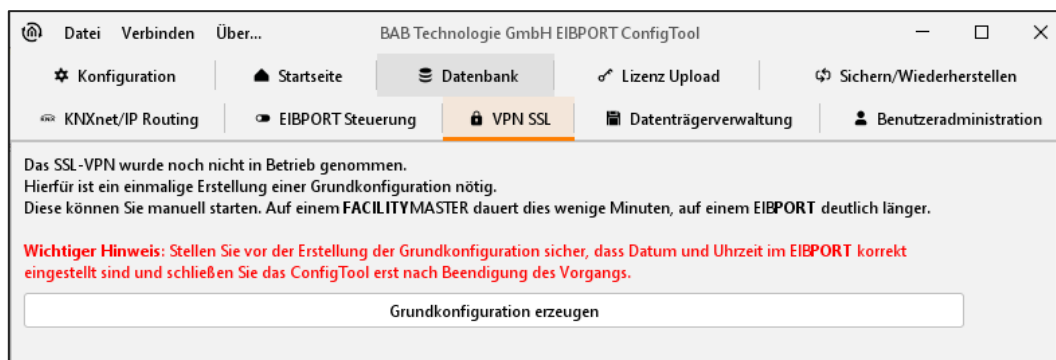 Datei Verbinden Über... BAB Technologie GmbH EIBPORT ConfigTool
Konfiguration Startseite Datenbank Lizenz Upload Sichern/Wiederherstellen
KNX KNXnet/IP Routing EIBPORT Steuerung VPN SSL Datenträgerverwaltung Benutzeradministration
Das SSL-VPN wurde noch nicht in Betrieb genommen.
Hierfür ist ein einmalige Erstellung einer Grundkonfiguration nötig.
Diese können Sie manuell starten. Auf einem FACILITYMASTER dauert dies wenige Minuten, auf einem EIBPORT deutlich länger.
Wichtiger Hinweis: Stellen Sie vor der Erstellung der Grundkonfiguration sicher, dass Datum und Uhrzeit im EIBPORT korrekt
eingestellt sind und schließen Sie das ConfigTool erst nach Beendigung des Vorgangs.
Grundkonfiguration erzeugen